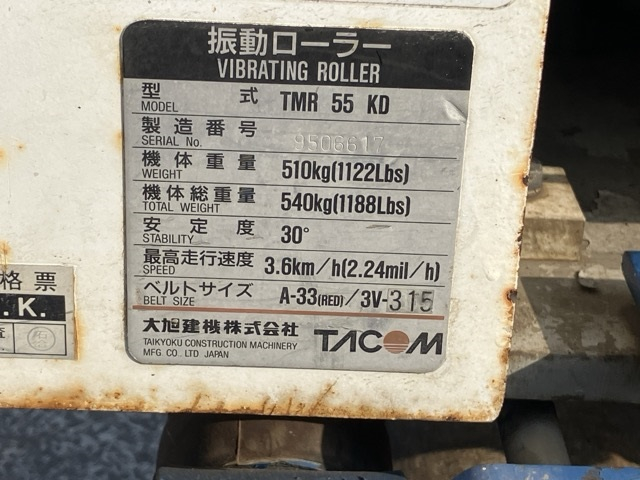 振動ローラー
VIBRATING ROLLER
型式 TMR 55 KD
MODEL
製造番号 9506617
SERIAL No.
機体重量 510kg(1122Lbs)
WEIGHT
機体総重量 540kg(1188Lbs)
TOTAL WEIGHT
安定度 30°
STABILITY
最高走行速度 3.6km/h(2.24mil/h)
SPEED
ベルトサイズ A-33(RED)/3V-315
BELT SIZE
大旭建機株式会社 TACOM
TAIKYOKU CONSTRUCTION MACHINERY
MFG. CO. LTD JAPAN
格票
.K.